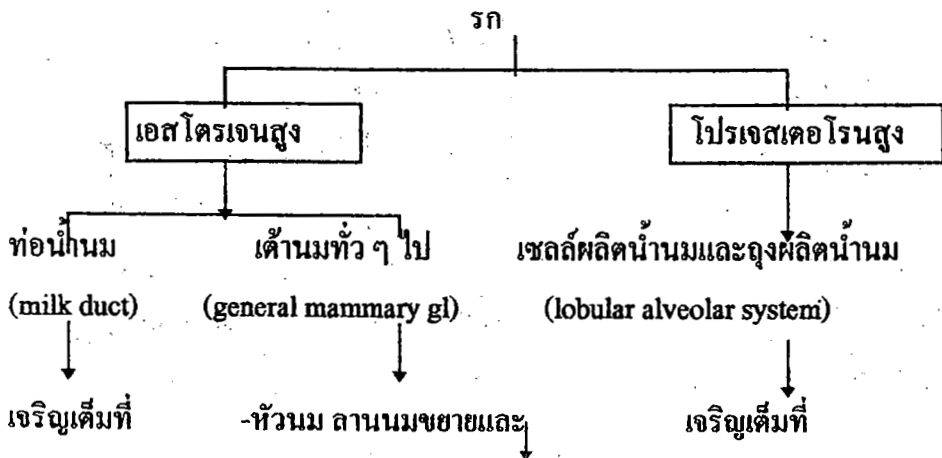 รก
เอสโตรเจนสูง โปรเจสเตอโรนสูง
ท่อน้ำนม เต้านมทั่ว ๆ ไป เซลล์ผลิตน้ำนมและถุงผลิตน้ำนม
(milk duct) (general mammary gl) (lobular alveolar system)
เจริญเต็มที่ -หัวนม ลานนมขยายและ เจริญเต็มที่